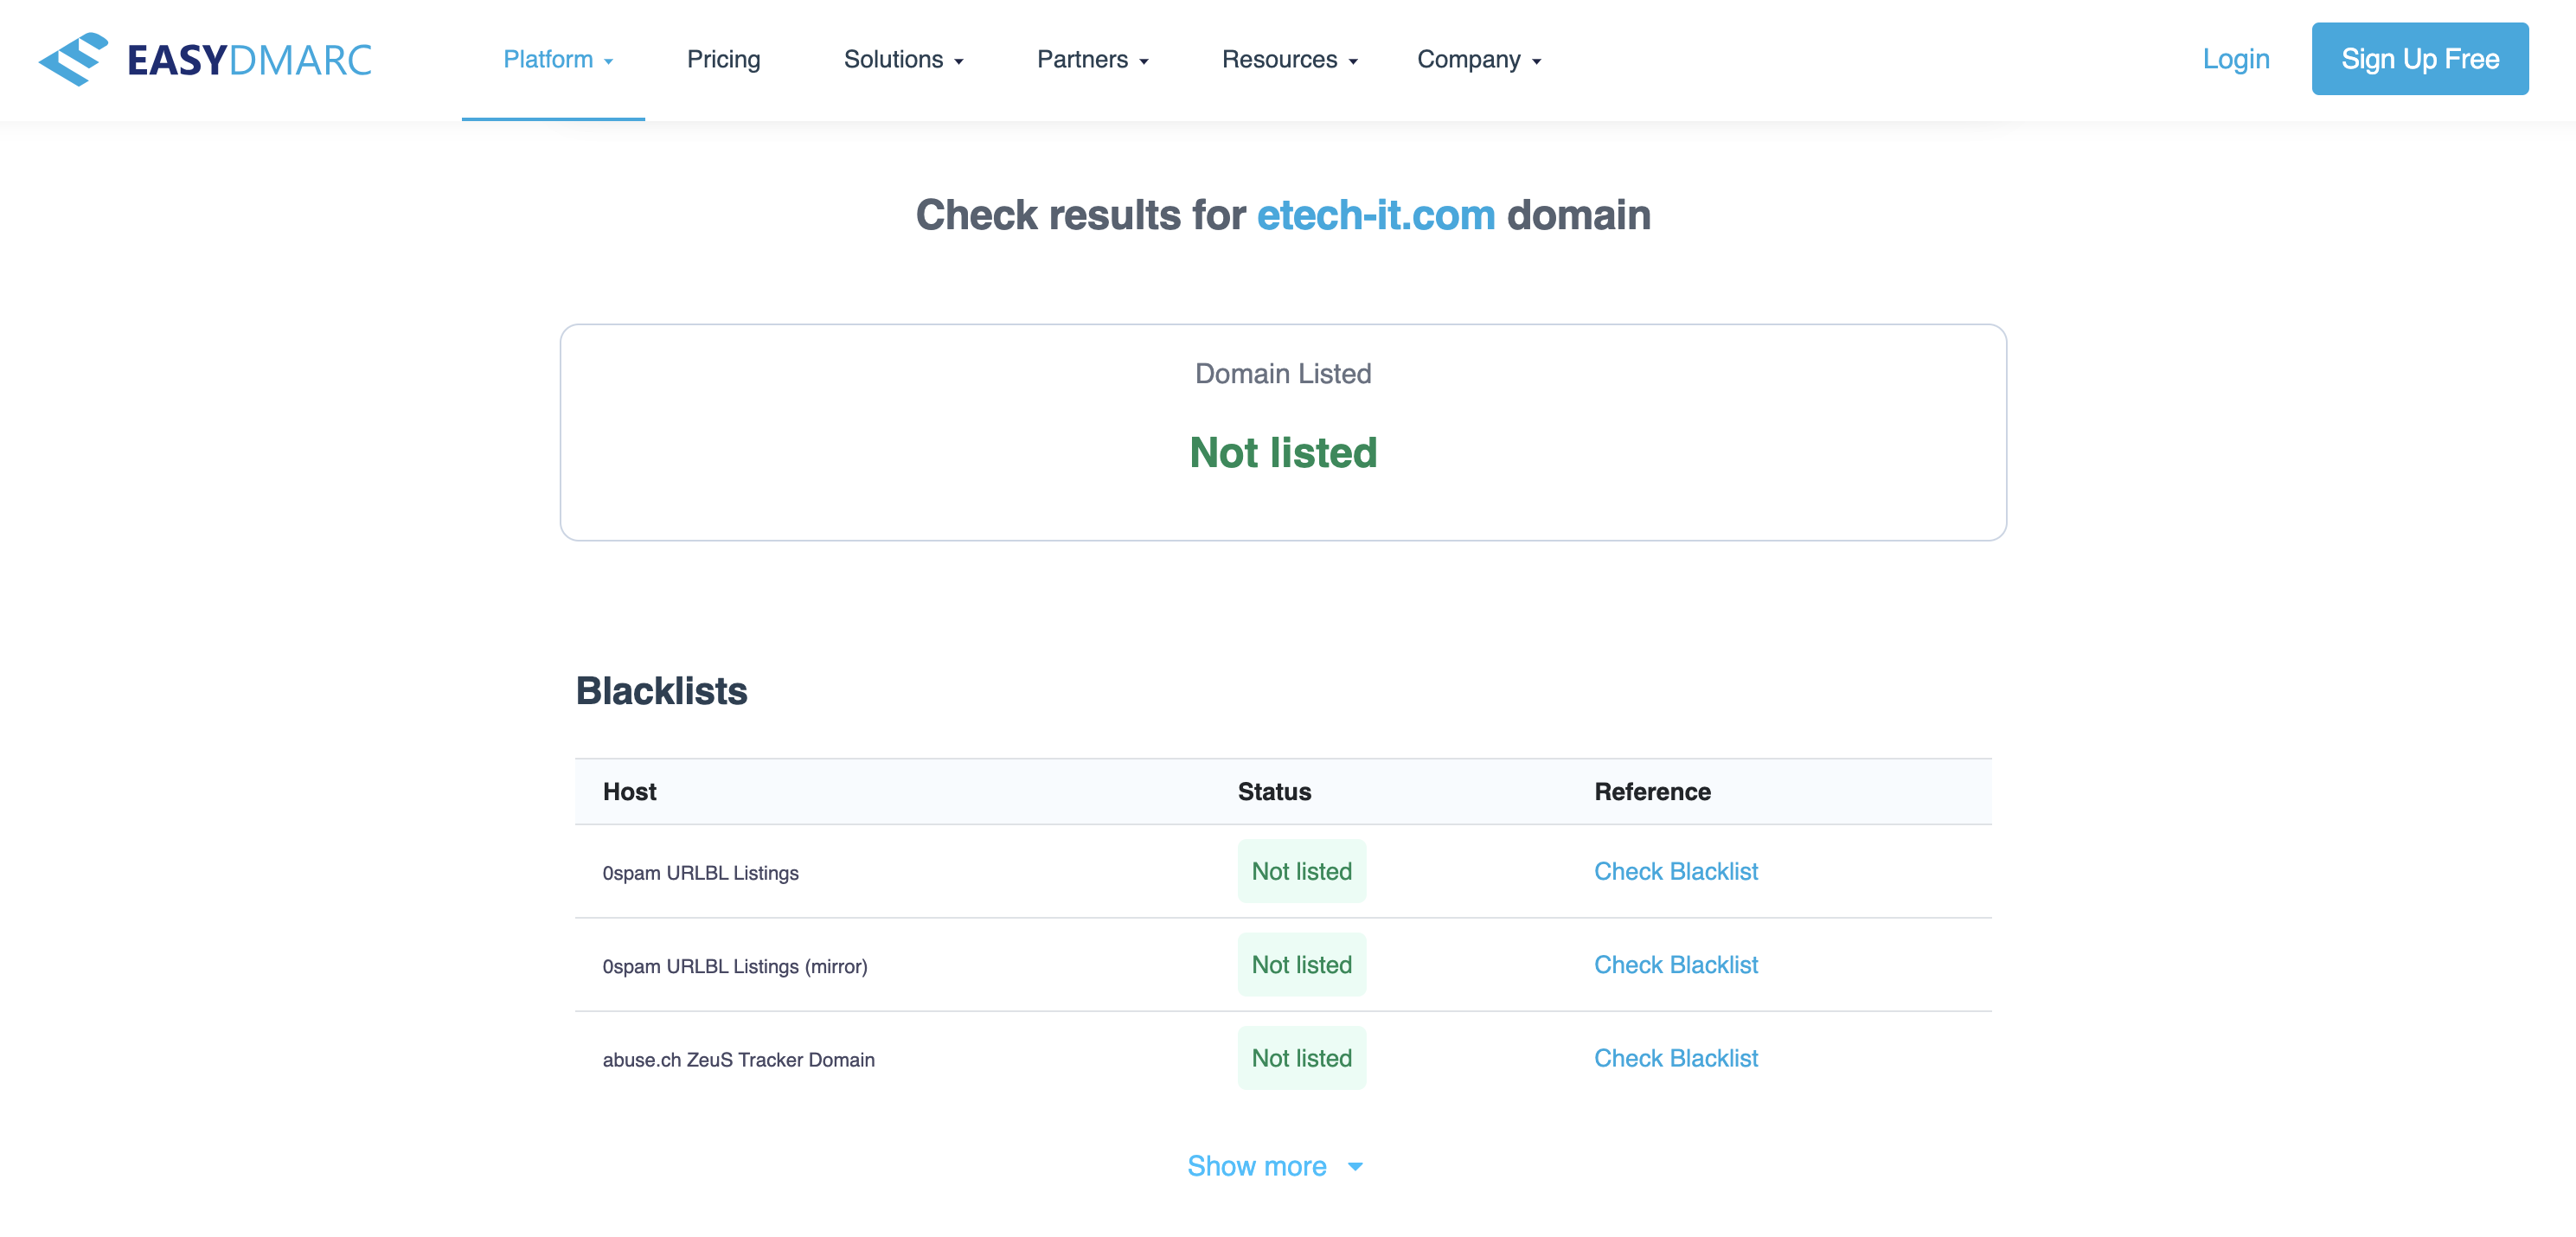 EASYDMARC Platform Pricing Solutions Partners Resources Company Login Sign Up Free
Check results for etech-it.com domain
Domain Listed
Not listed
Blacklists
Host Status Reference
0spam URLBL Listings Not listed Check Blacklist
0spam URLBL Listings (mirror) Not listed Check Blacklist
abuse.ch ZeuS Tracker Domain Not listed Check Blacklist
Show more